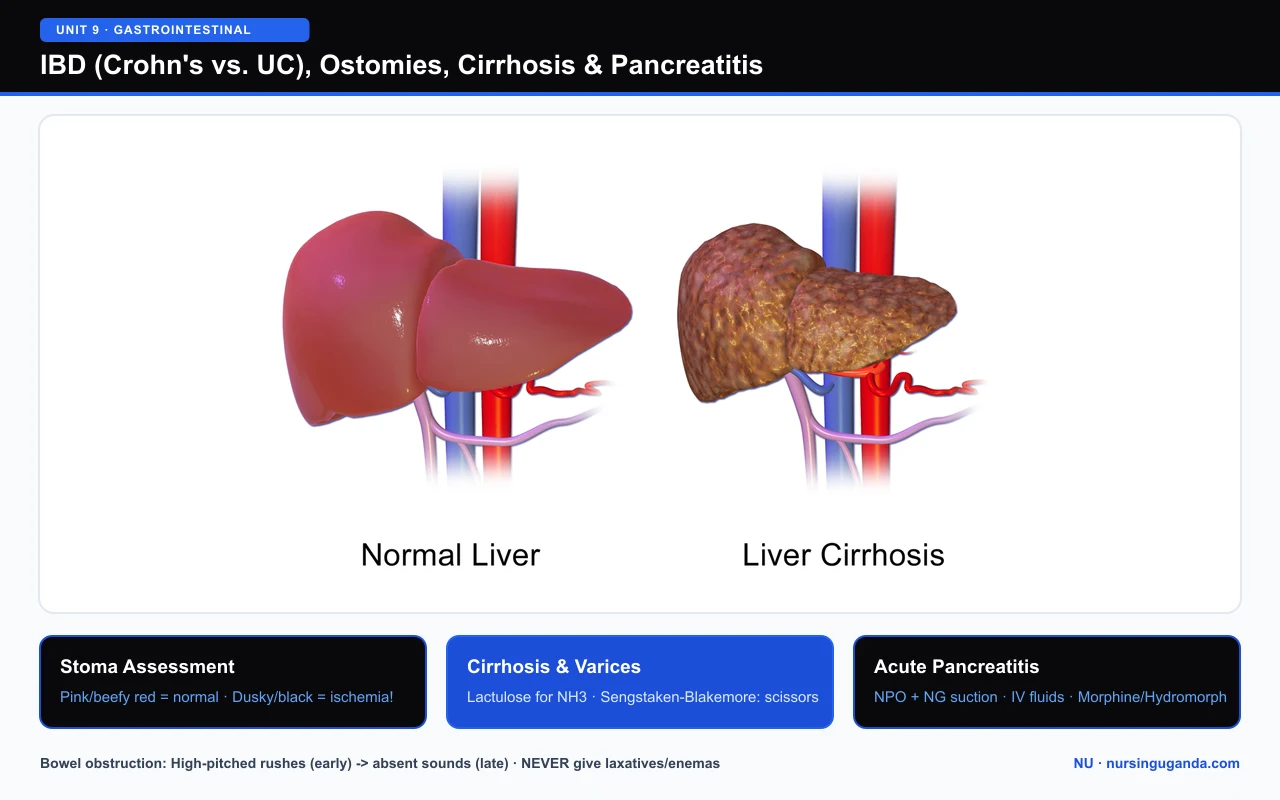 UNIT 9 · GASTROINTESTINAL
IBD (Crohn's vs. UC), Ostomies, Cirrhosis & Pancreatitis
Normal Liver
Liver Cirrhosis
Stoma Assessment
Pink/beefy red = normal · Dusky/black = ischemia!
Cirrhosis & Varices
Lactulose for NH3 · Sengstaken-Blakemore: scissors
Acute Pancreatitis
NPO + NG suction · IV fluids · Morphine/Hydromorph
Bowel obstruction: High-pitched rushes (early) -> absent sounds (late) · NEVER give laxatives/enemas
NU · nursinguganda.com